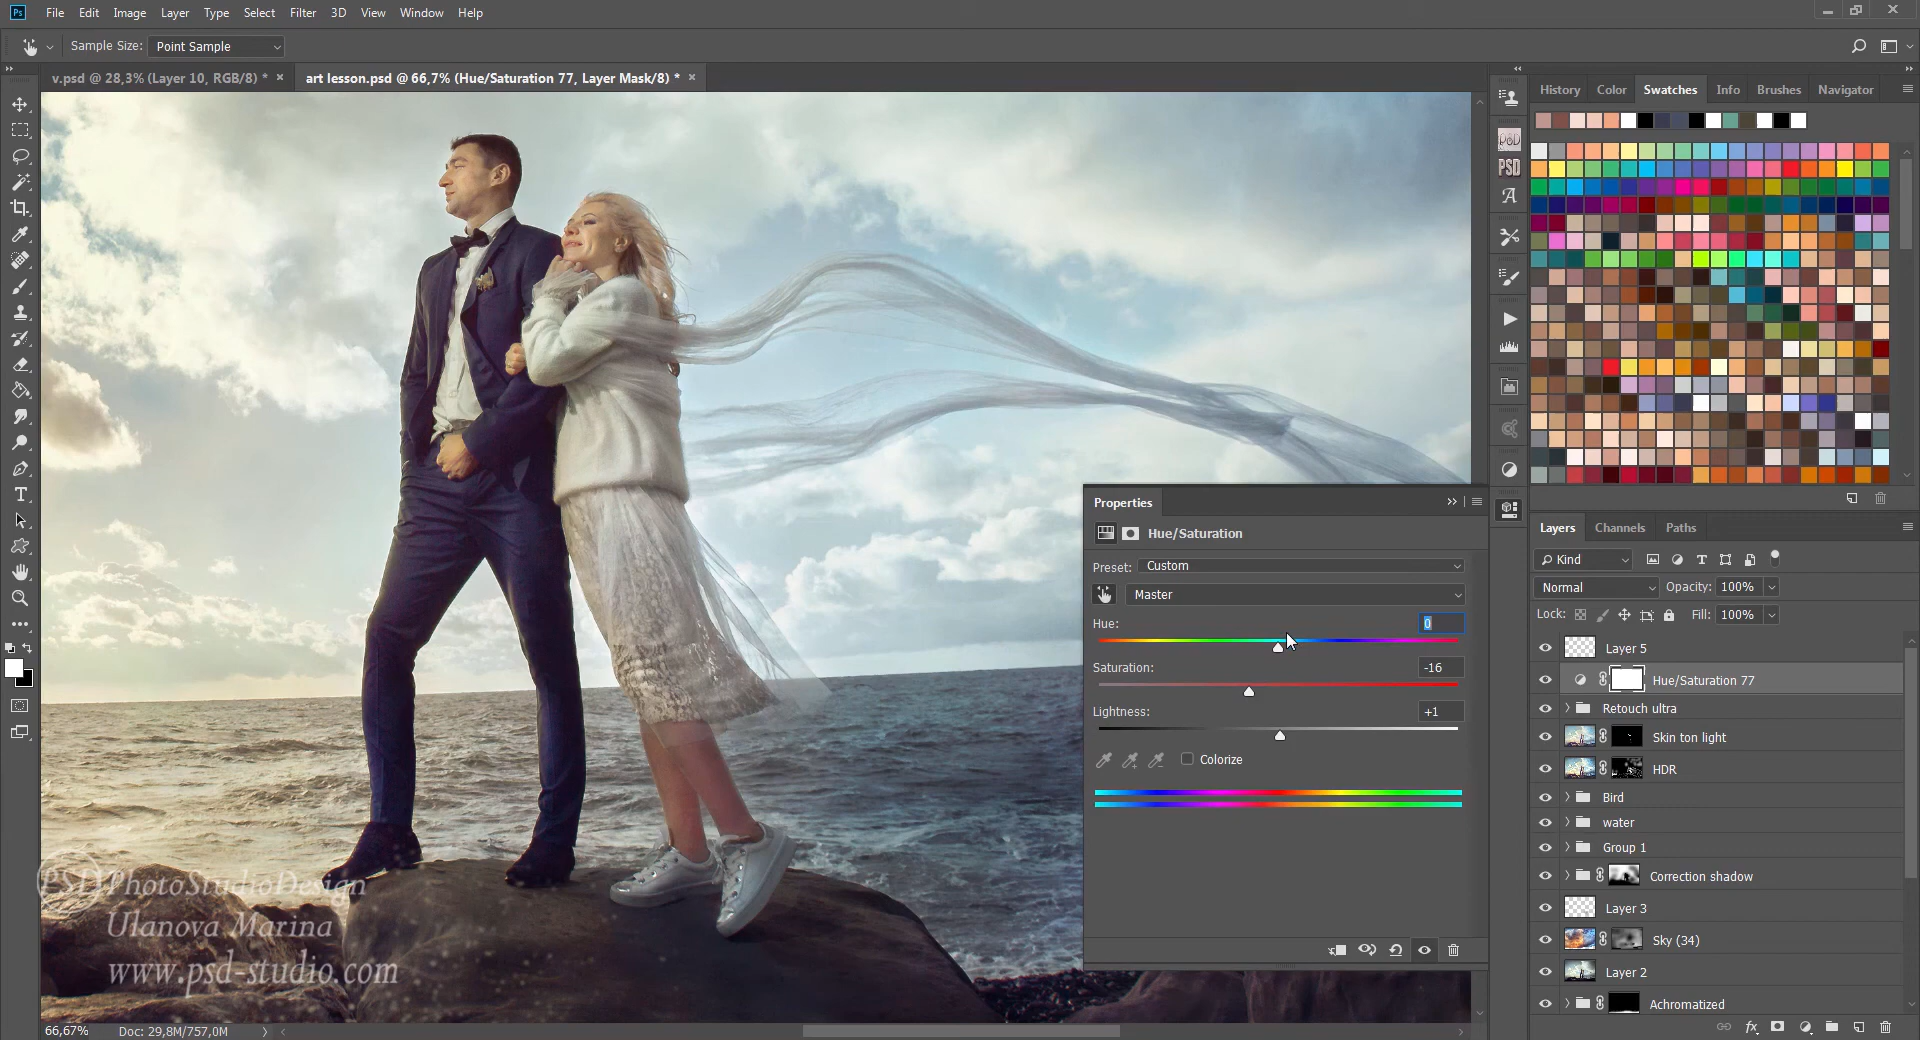 Ps File Edit Image Layer Type Select Filter 3D View Window Help
Sample Size: Point Sample
v.psd @ 28,3% (Layer 10, RGB/8) * × art lesson.psd @ 66,7% (Hue/Saturation 77, Layer Mask/8) * ×
History Color Swatches Info Brushes Navigator
PSD
A
Properties
Hue/Saturation
Preset: Custom
Master
Hue: 0
Saturation: -16
Lightness: +1
Colorize
Layers Channels Paths
Kind
Normal Opacity: 100%
Lock: Fill: 100%
Layer 5
Hue/Saturation 77
Retouch ultra
Skin ton light
HDR
Bird
water
Group 1
Correction shadow
Layer 3
Sky (34)
Layer 2
Achromatized
fx
PSD PhotoStudioDesign
Ulanova Marina
www.psd-studio.com
66,67% Doc: 29,8M/757,0M